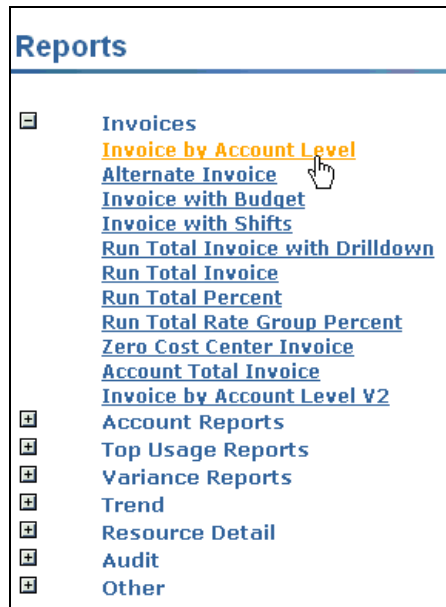 Reports
Invoices
Invoice by Account Level
Alternate Invoice
Invoice with Budget
Invoice with Shifts
Run Total Invoice with Drilldown
Run Total Invoice
Run Total Percent
Run Total Rate Group Percent
Zero Cost Center Invoice
Account Total Invoice
Invoice by Account Level V2
Account Reports
Top Usage Reports
Variance Reports
Trend
Resource Detail
Audit
Other